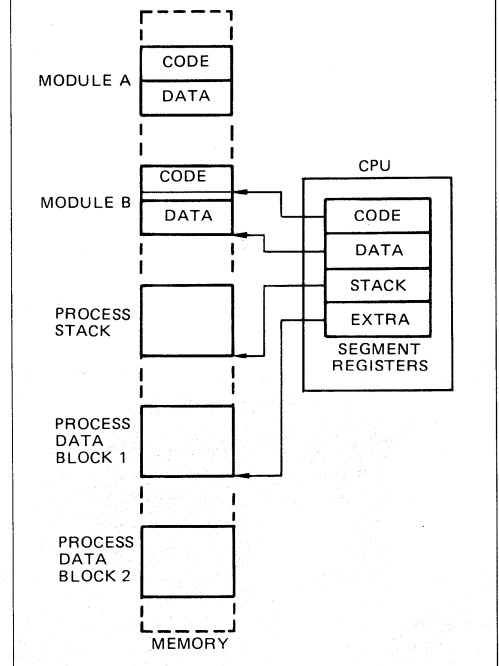 MODULE A
CODE
DATA
MODULE B
CODE
DATA
PROCESS
STACK
PROCESS
DATA
BLOCK 1
PROCESS
DATA
BLOCK 2
MEMORY
CPU
CODE
DATA
STACK
EXTRA
SEGMENT
REGISTERS